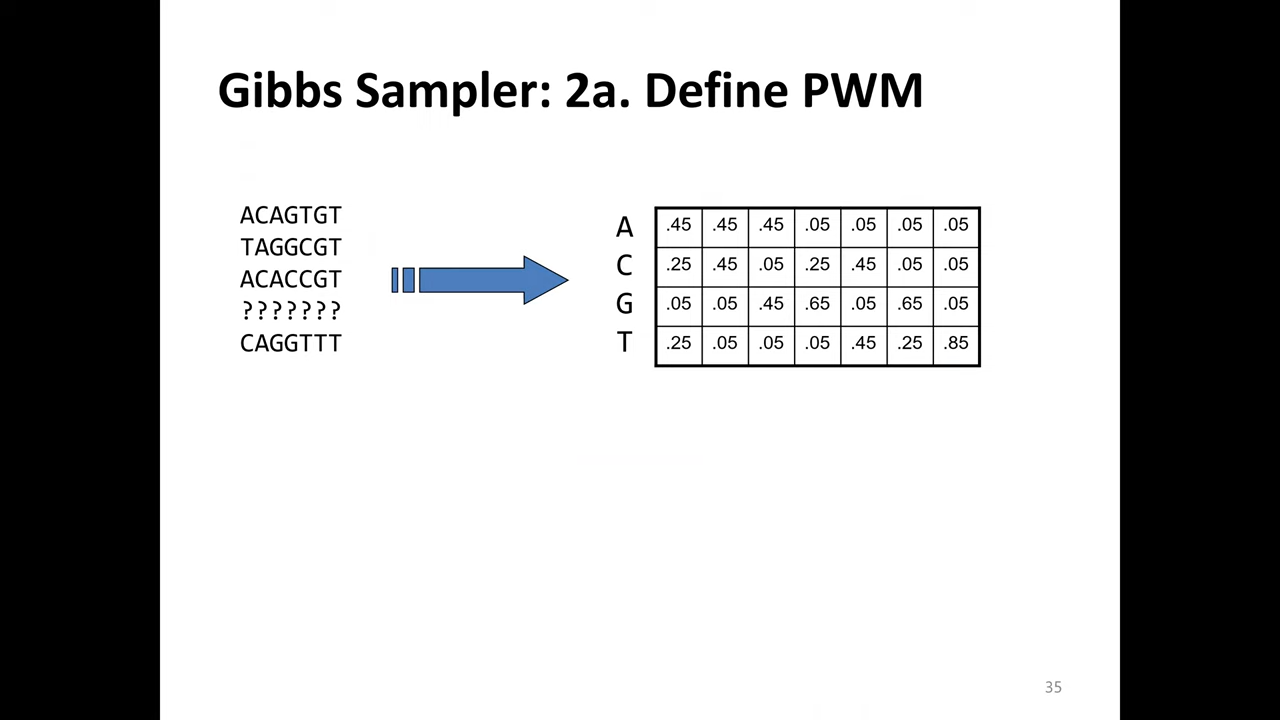 Gibbs Sampler: 2a. Define PWM
ACAGTGT
TAGGCGT
ACACCGT
???????
CAGGTTT
A .45 .45 .45 .05 .05 .05 .05
C .25 .45 .05 .25 .45 .05 .05
G .05 .05 .45 .65 .05 .65 .05
T .25 .05 .05 .05 .45 .25 .85
35